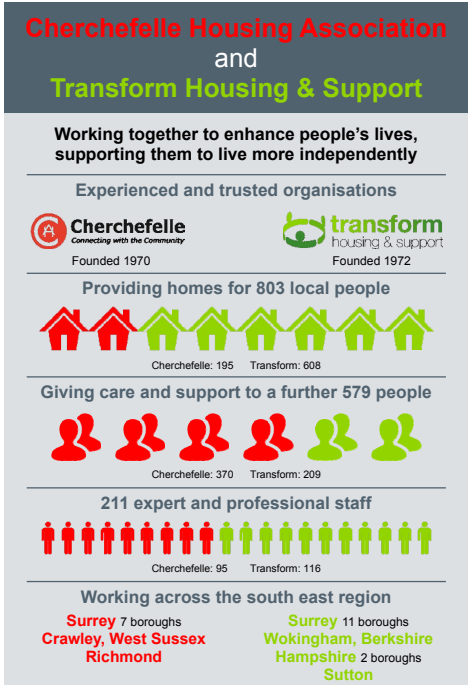 Cherchefelle Housing Association
and
Transform Housing & Support
Working together to enhance people's lives,
supporting them to live more independently
Experienced and trusted organisations
Cherchefelle
Connecting with the Community
Founded 1970
transform
housing & support
Founded 1972
Providing homes for 803 local people
Cherchefelle: 195 Transform: 608
Giving care and support to a further 579 people
Cherchefelle: 370 Transform: 209
211 expert and professional staff
Cherchefelle: 95 Transform: 116
Working across the south east region
Surrey 7 boroughs
Crawley, West Sussex
Richmond
Surrey 11 boroughs
Wokingham, Berkshire
Hampshire 2 boroughs
Sutton